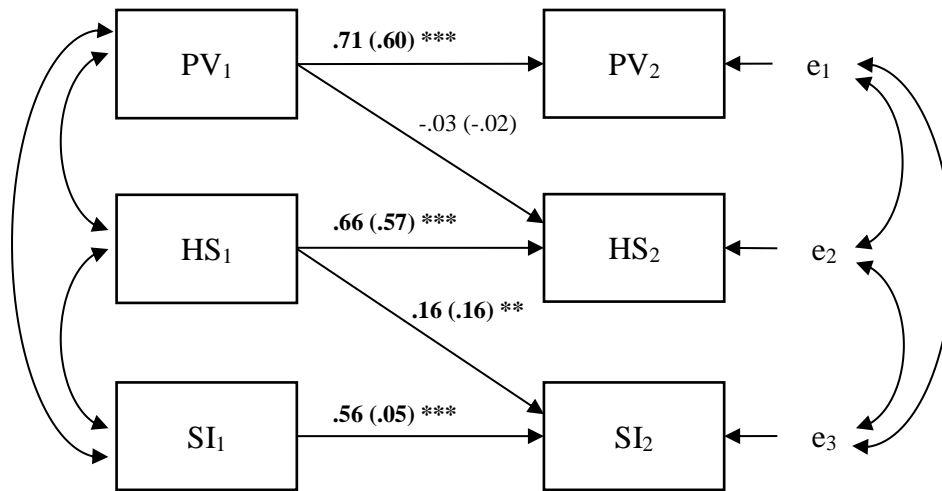 .71 (.60) ***
PV₁ PV₂ e₁
-.03 (-.02)
.66 (.57) ***
HS₁ HS₂ e₂
.16 (.16) **
.56 (.05) ***
SI₁ SI₂ e₃